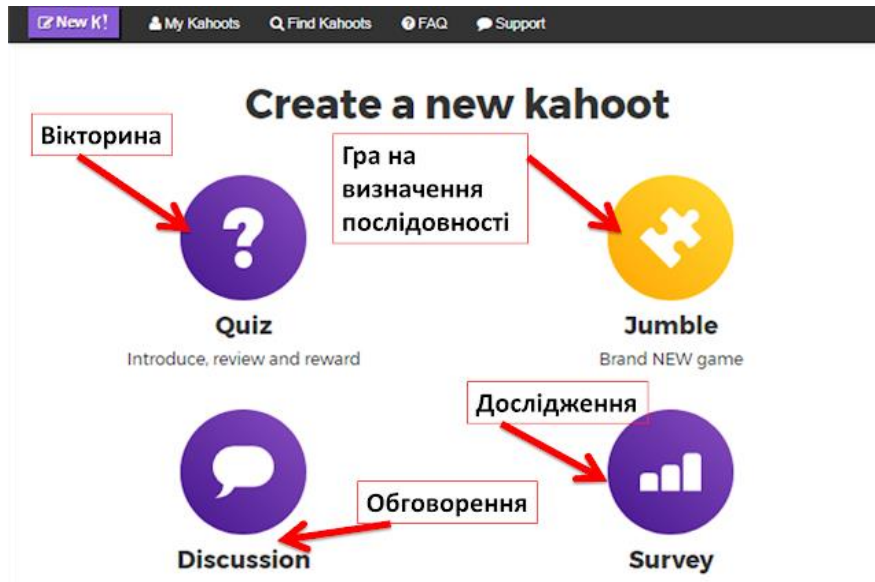 New K! My Kahoots Find Kahoots FAQ Support
Create a new kahoot
Вікторина
Гра на
визначення
послідовності
Quiz
Introduce, review and reward
Jumble
Brand NEW game
Дослідження
Обговорення
Discussion
Survey